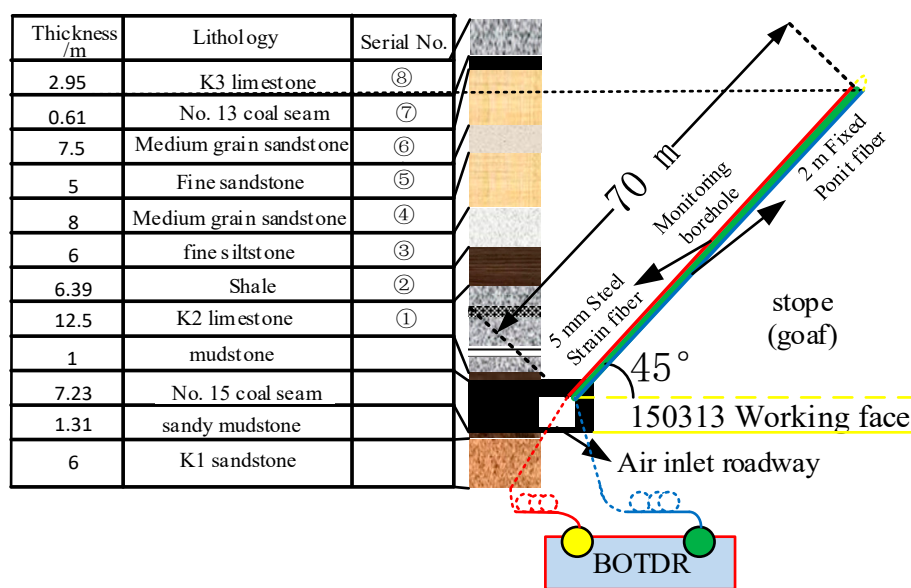 Thickness /m Lithology Serial No.
2.95 K3 limestone ⑧
0.61 No. 13 coal seam ⑦
7.5 Medium grain sandstone ⑥
5 Fine sandstone ⑤
8 Medium grain sandstone ④
6 fine siltstone ③
6.39 Shale ②
12.5 K2 limestone ①
1 mudstone
7.23 No. 15 coal seam
1.31 sandy mudstone
6 K1 sandstone
70 m
Monitoring
borehole
2 m Fixed
Ponit fiber
5 mm Steel
Strain fiber
stope
(goaf)
45°
150313 Working face
Air inlet roadway
BOTDR